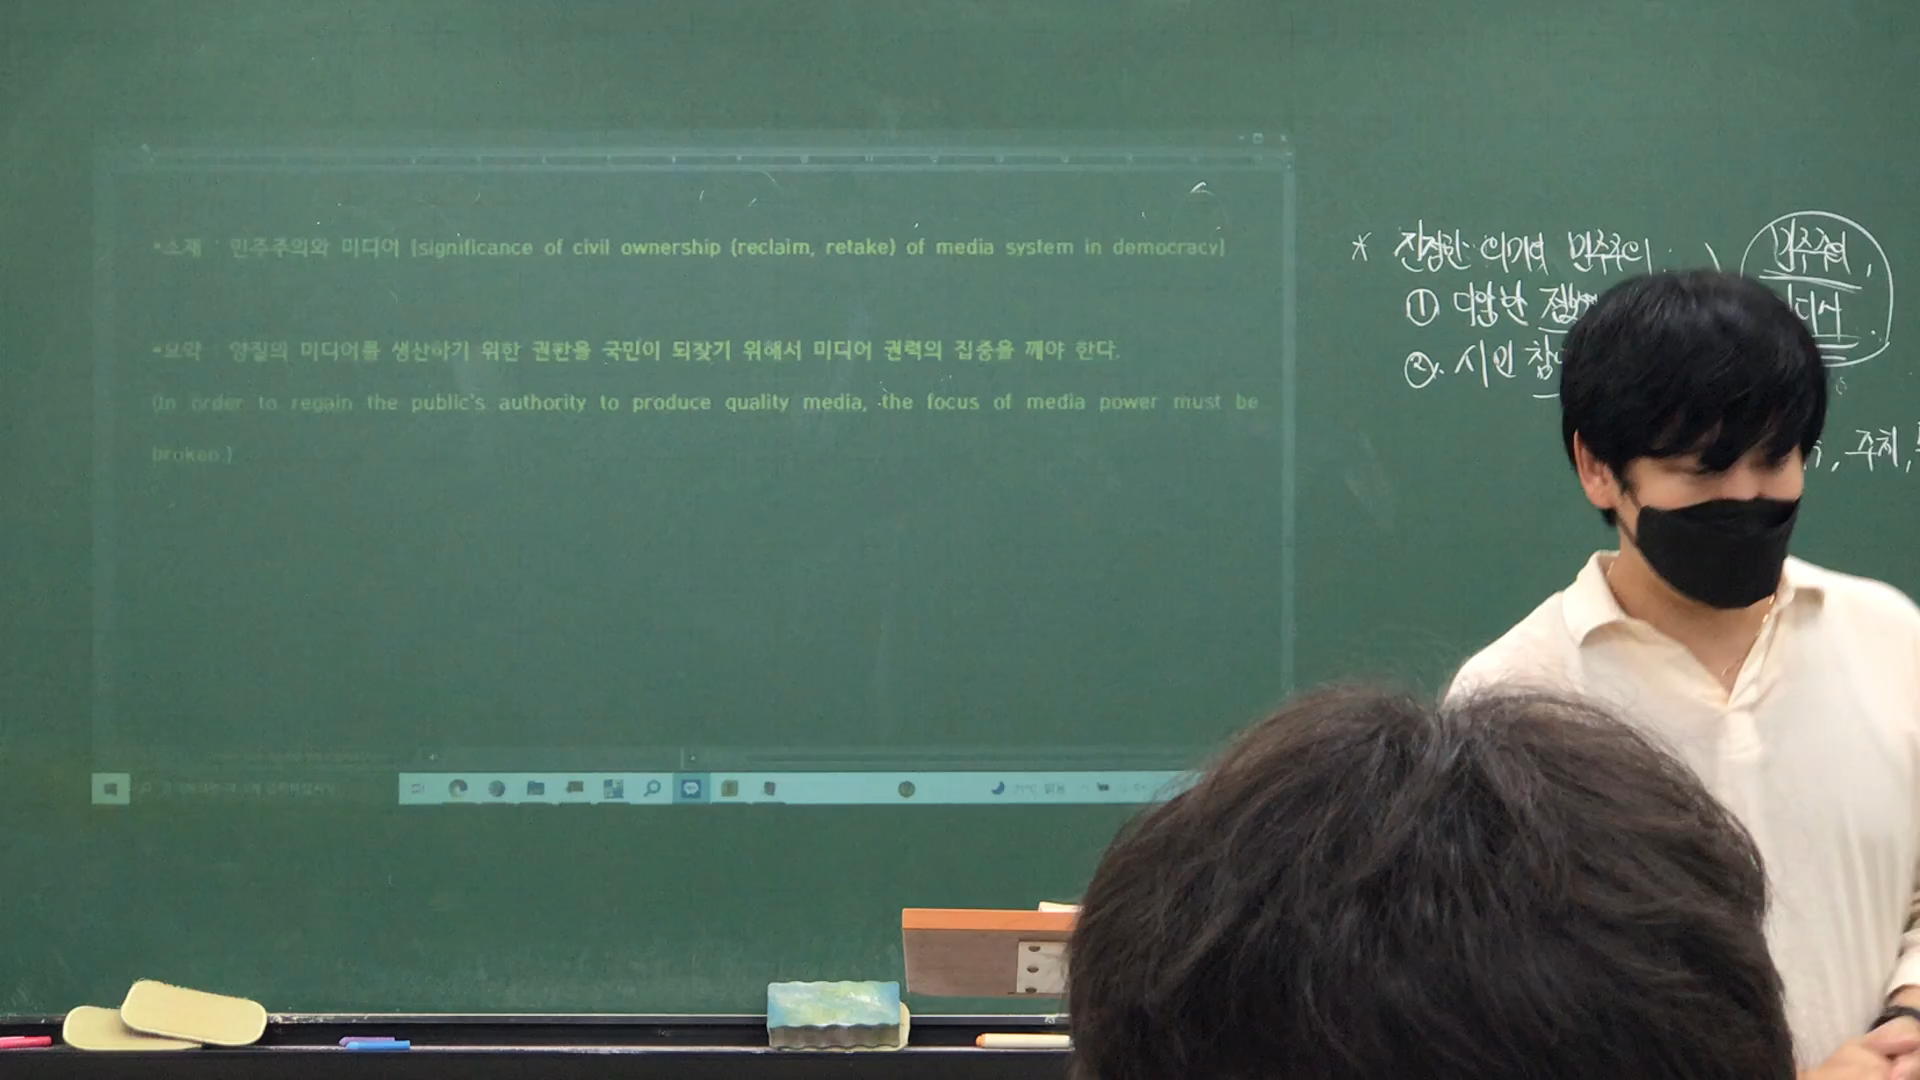 •소재 : 민주주의와 미디어 [significance of civil ownership (reclaim, retake) of media system in democracy]
•요약 : 양질의 미디어를 생산하기 위한 권한을 국민이 되찾기 위해서 미디어 권력의 집중을 깨야 한다.
(In order to regain the public's authority to produce quality media, the focus of media power must be
broken.)
* 진정한 의미의 민주주의
① 다양한
② 시민
민주주의,
주체,